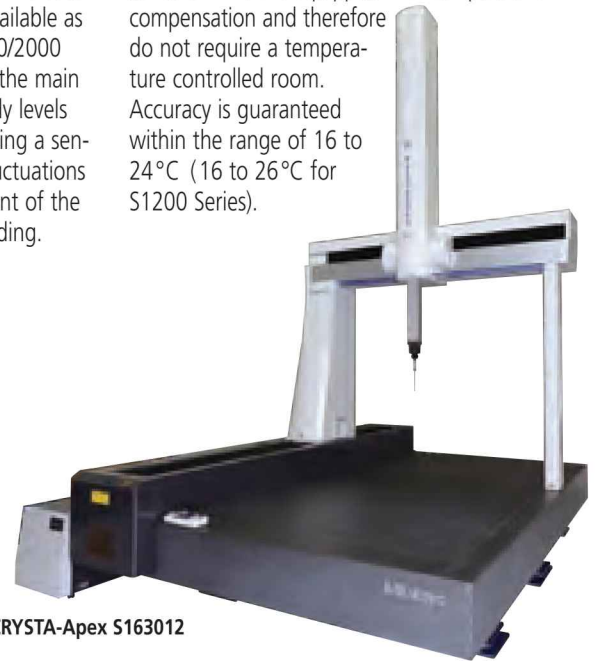 ailable as
0/2000
the main
ly levels
ing a sen-
uctuations
nt of the
ding.
compensation and therefore
do not require a tempera-
ture controlled room.
Accuracy is guaranteed
within the range of 16 to
24°C (16 to 26°C for
S1200 Series).
RYSTA-Apex S163012